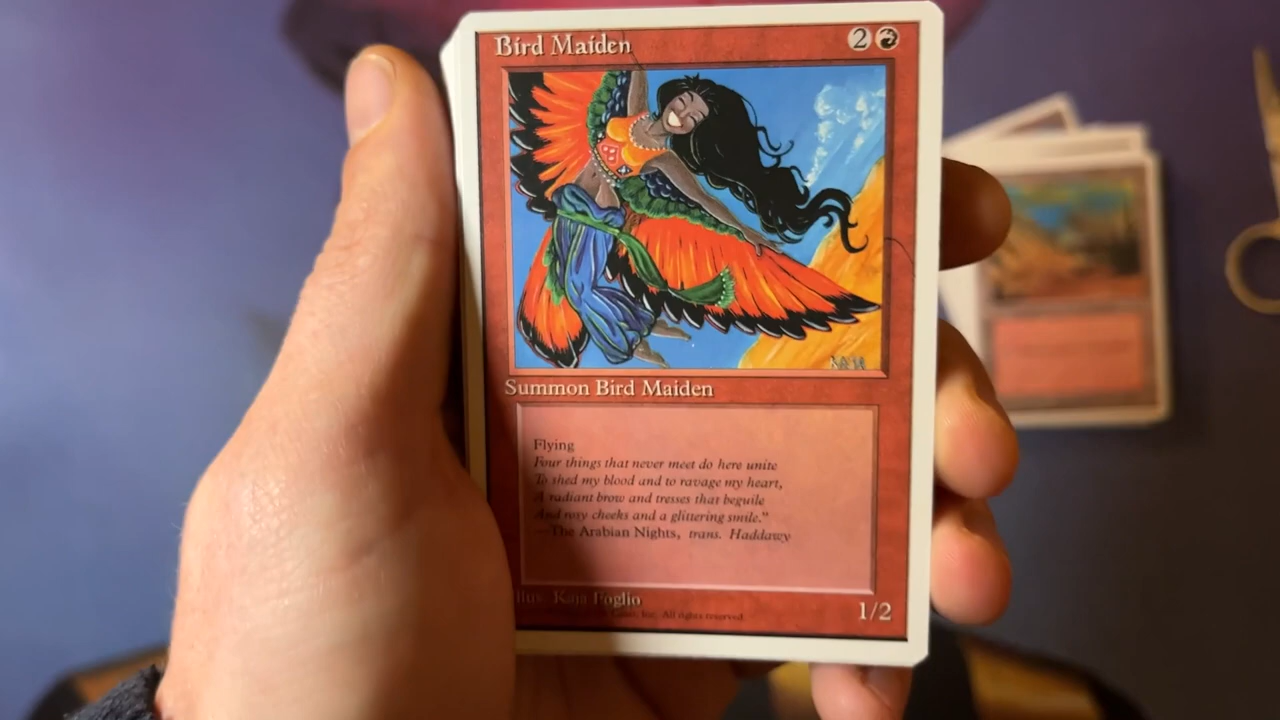 Bird Maiden
2
Summon Bird Maiden
Flying
Four things that never meet do here unite
To shed my blood and to ravage my heart,
A radiant brow and tresses that beguile
And rosy cheeks and a glittering smile."
—The Arabian Nights, trans. Haddawy
Illus. Kaja Foglio
Inc. All rights reserved.
1/2